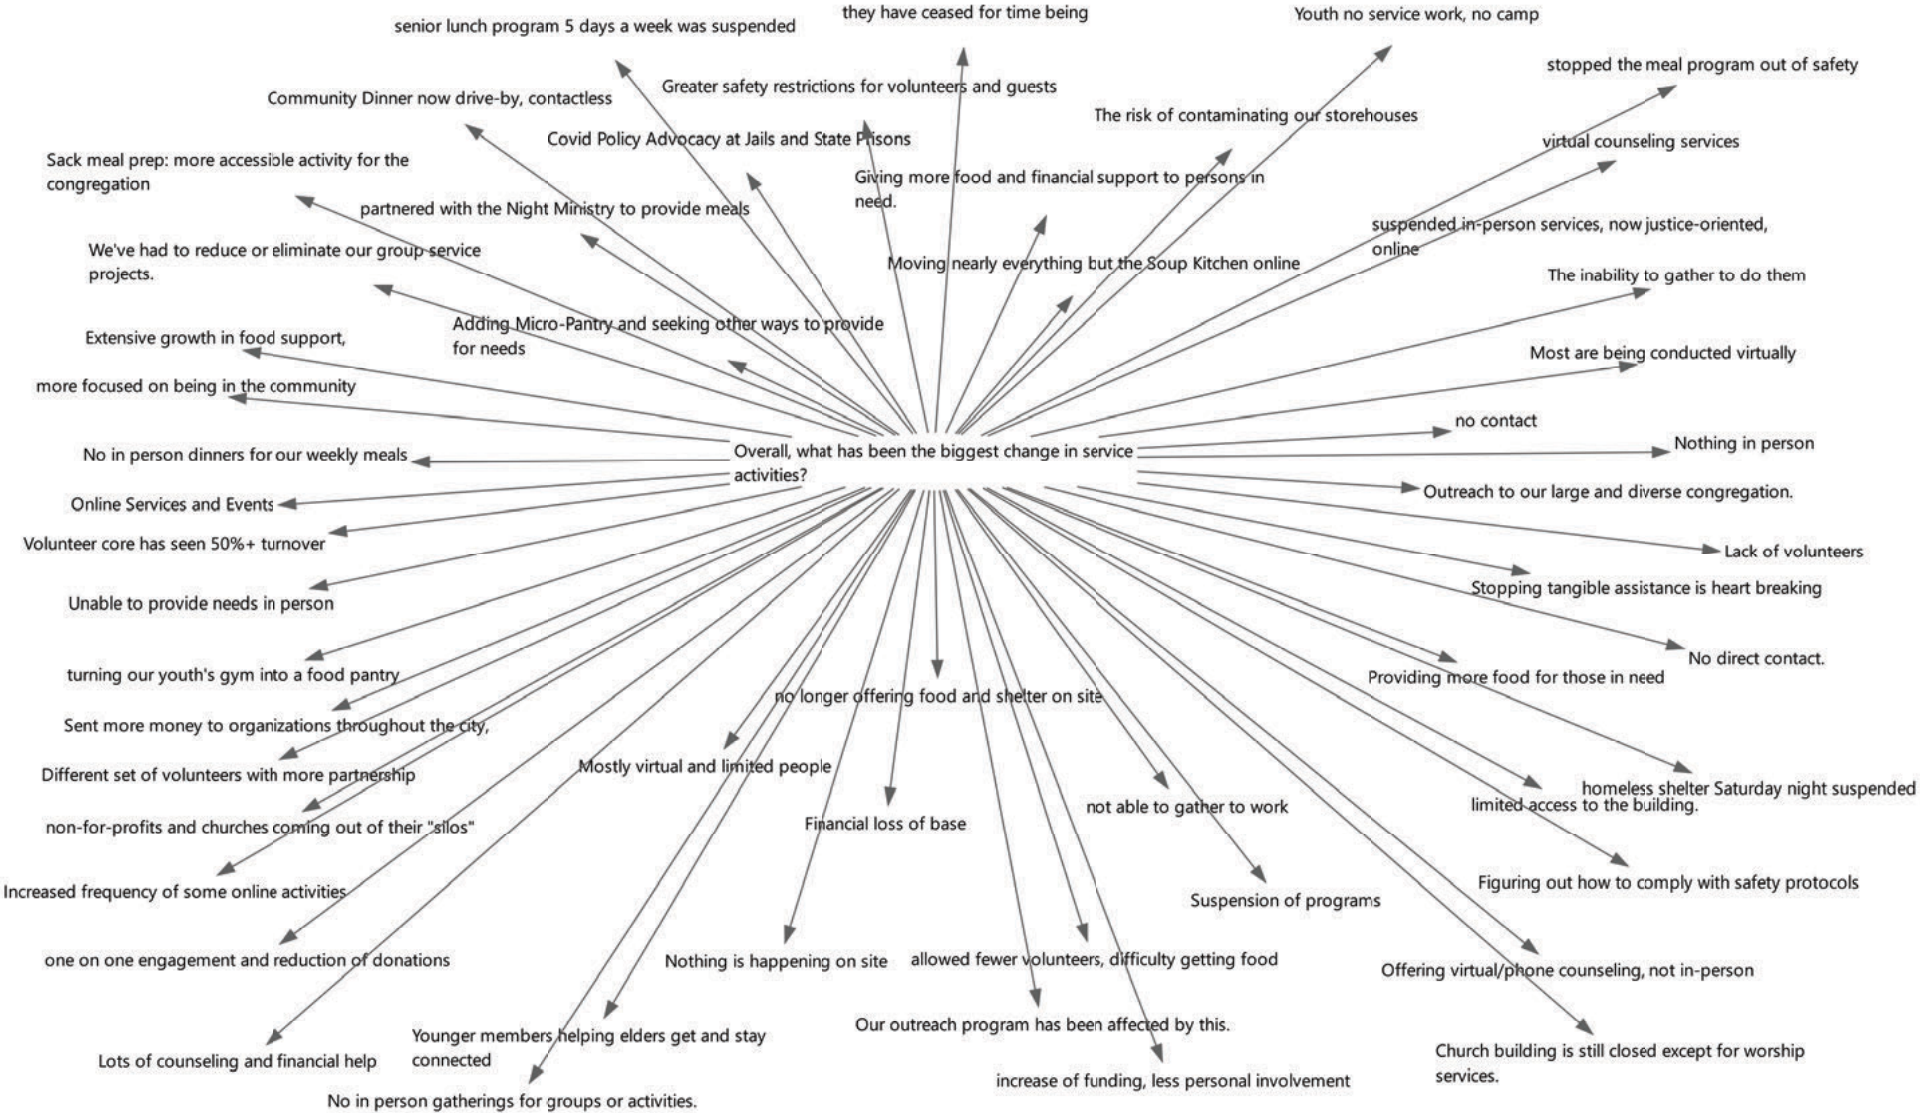 they have ceased for time being
Youth no service work, no camp
senior lunch program 5 days a week was suspended
stopped the meal program out of safety
Greater safety restrictions for volunteers and guests
Community Dinner now drive-by, contactless
The risk of contaminating our storehouses
Covid Policy Advocacy at Jails and State Prisons
virtual counseling services
Sack meal prep: more accessible activity for the
congregation
Giving more food and financial support to persons in
need.
partnered with the Night Ministry to provide meals
suspended in-person services, now justice-oriented,
online
We've had to reduce or eliminate our group service
projects.
Moving nearly everything but the Soup Kitchen online
The inability to gather to do them
Adding Micro-Pantry and seeking other ways to provide
for needs
Extensive growth in food support,
Most are being conducted virtually
more focused on being in the community
no contact
Nothing in person
No in person dinners for our weekly meals
Overall, what has been the biggest change in service
activities?
Outreach to our large and diverse congregation.
Online Services and Events
Volunteer core has seen 50%+ turnover
Lack of volunteers
Stopping tangible assistance is heart breaking
Unable to provide needs in person
No direct contact.
turning our youth's gym into a food pantry
Providing more food for those in need
no longer offering food and shelter on site
Sent more money to organizations throughout the city,
Mostly virtual and limited people
Different set of volunteers with more partnership
homeless shelter Saturday night suspended
limited access to the building.
not able to gather to work
Financial loss of base
non-for-profits and churches coming out of their "silos"
Figuring out how to comply with safety protocols
Increased frequency of some online activities
Suspension of programs
one on one engagement and reduction of donations
Nothing is happening on site
allowed fewer volunteers, difficulty getting food
Offering virtual/phone counseling, not in-person
Our outreach program has been affected by this.
Younger members helping elders get and stay
connected
Church building is still closed except for worship
services.
Lots of counseling and financial help
increase of funding, less personal involvement
No in person gatherings for groups or activities.